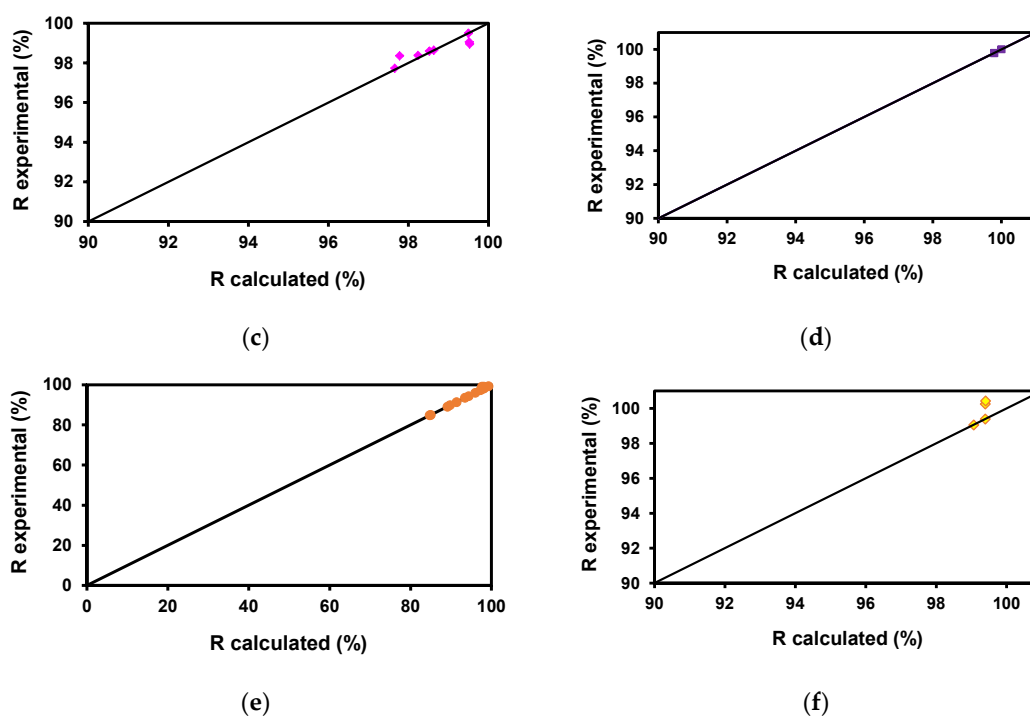 R experimental (%)
100
98
96
94
92
90
90 92 94 96 98 100
R calculated (%)
(c)
R experimental (%)
100
98
96
94
92
90
90 92 94 96 98 100
R calculated (%)
(d)
R experimental (%)
100
80
60
40
20
0
0 20 40 60 80 100
R calculated (%)
(e)
R experimental (%)
100
98
96
94
92
90
90 92 94 96 98 100
R calculated (%)
(f)